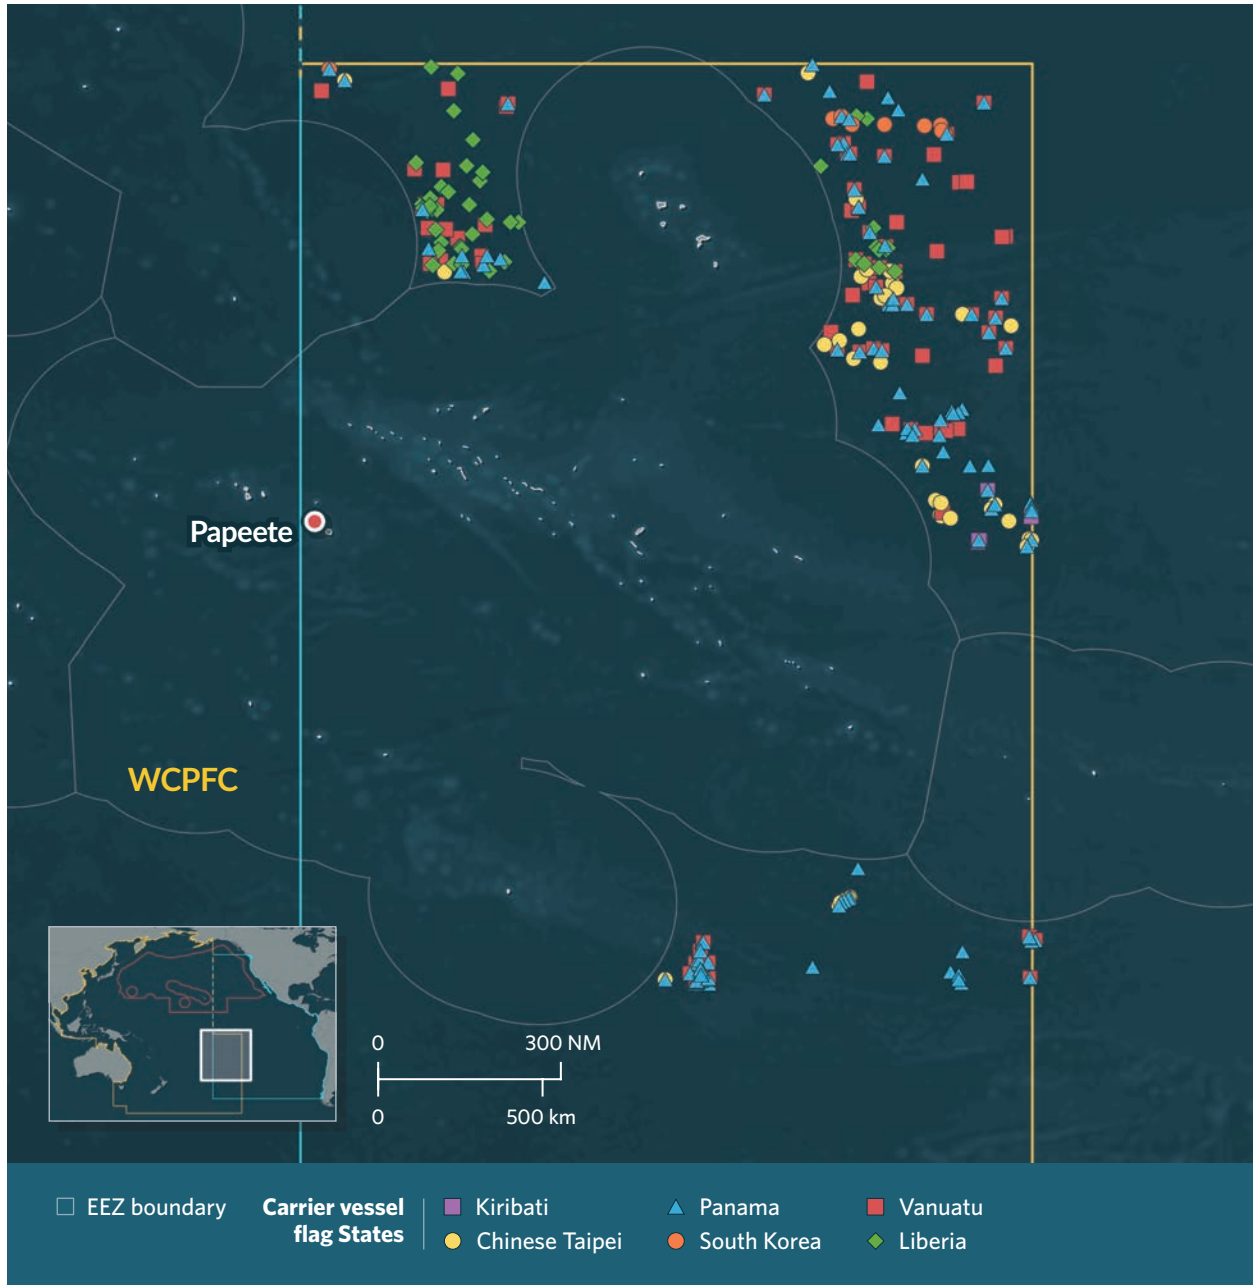 Papeete
WCPFC
0 300 NM
0 500 km
EEZ boundary
Carrier vessel
flag States
Kiribati
Panama
Vanuatu
Chinese Taipei
South Korea
Liberia